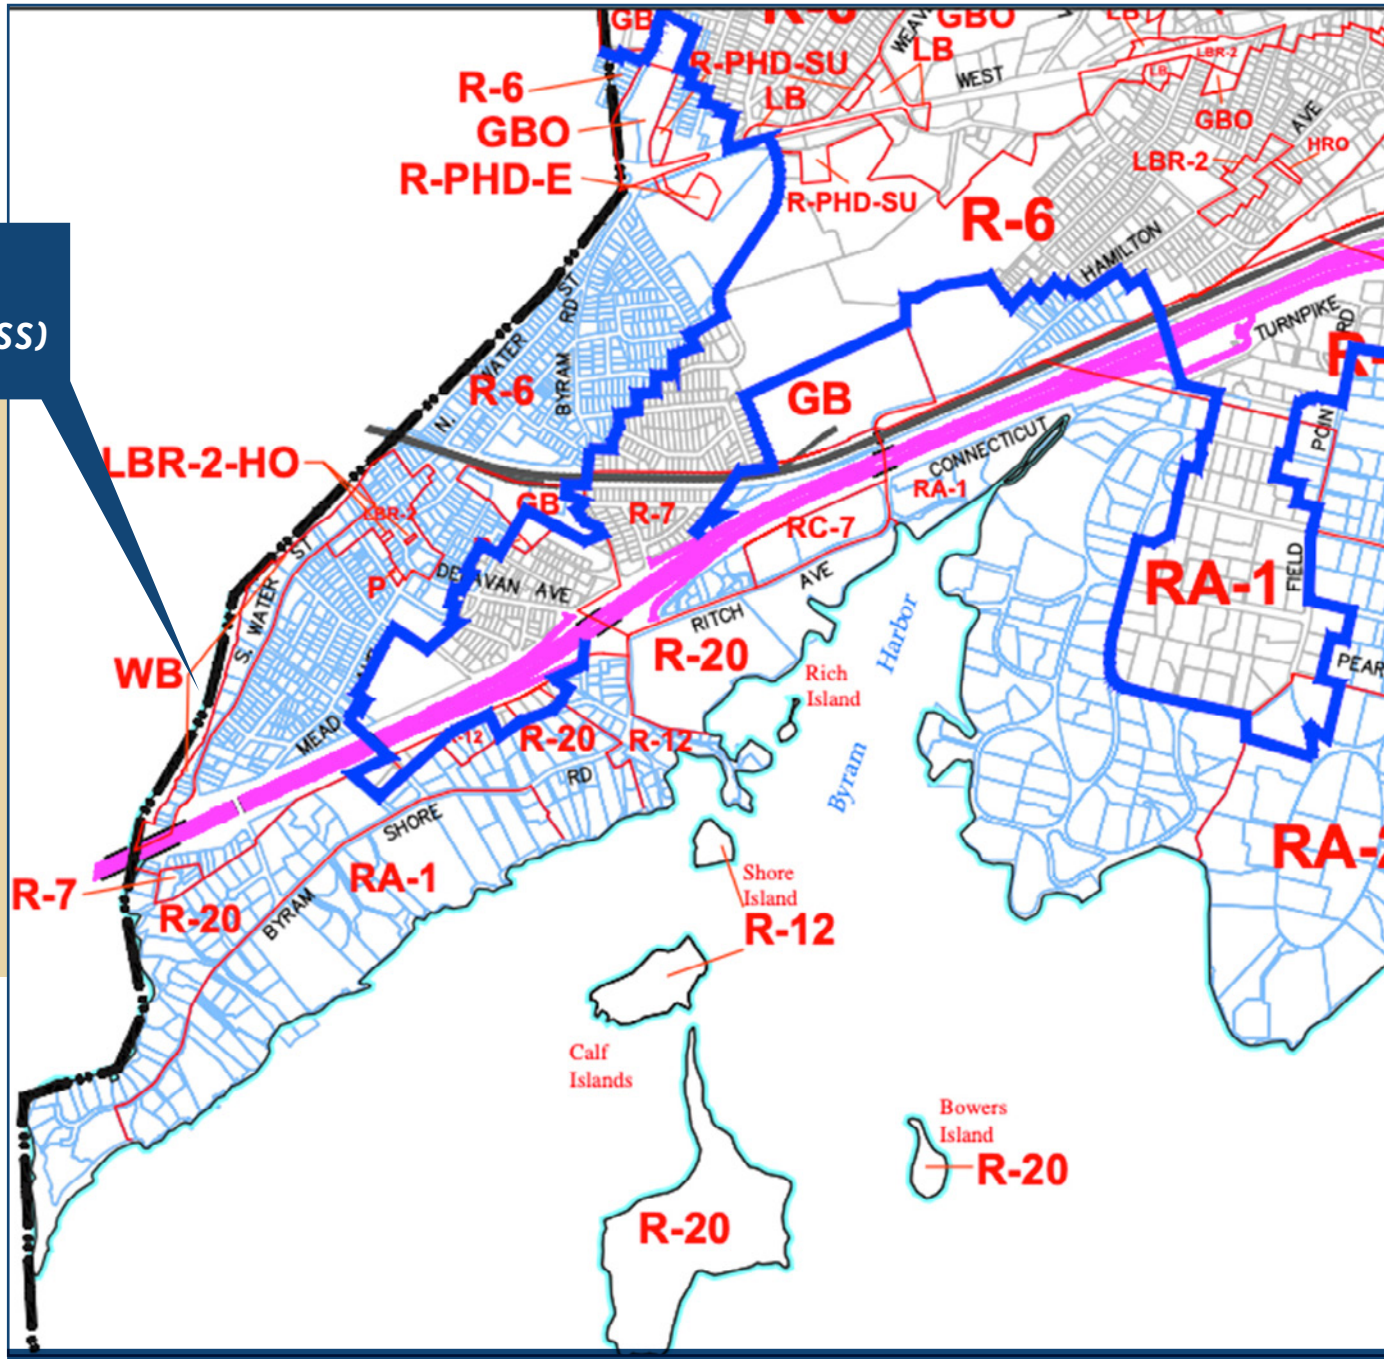 GB
GBO
LB
R-PHD-SU
LB
WEST
LBR-2
LB
R-6
LB
GBO
GBO
AVE
HRO
LBR-2
R-PHD-E
R-PHD-SU
R-6
HAMILTON
SS)
ST
RD
WATER
N.
BYRAM
R-6
TURNPIKE
RD
GB
POIN
CONNECTICUT
LBR-2-HO
LBR-2
GB
R-7
RA-1
RC-7
ST
S. WATER
P
DELAVAN AVE
AVE
RITCH
RA-1
FIELD
Harbor
WB
R-20
Rich
Island
PEAR
MEAD
R-20
R-12
RD
Byram
SHORE
RA-1
Shore
Island
R-12
R-7
R-20
BYRAM
RA-2
Calf
Islands
Bowers
Island
R-20
R-20